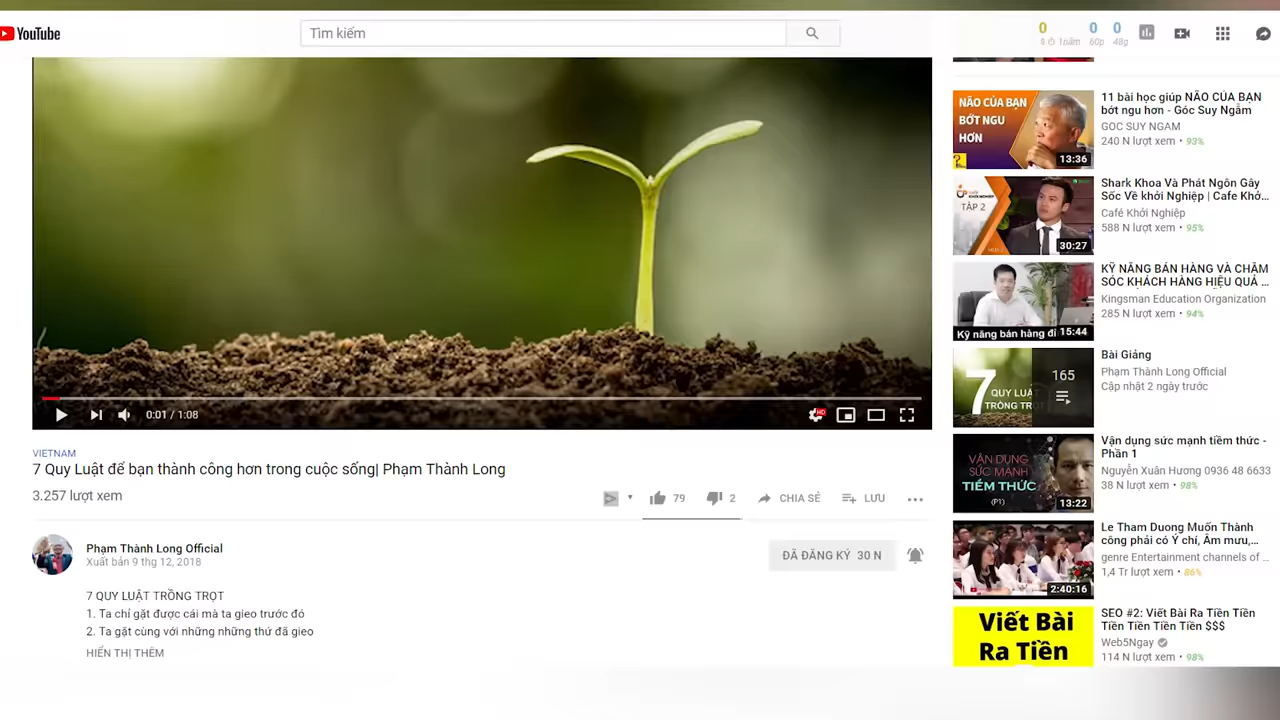 YouTube
Tìm kiếm
0 0 0
$ 1năm 60p 48g
0:01 / 1:08
HD
VIETNAM
7 Quy Luật để bạn thành công hơn trong cuộc sống| Phạm Thành Long
3.257 lượt xem
79
2
CHIA SẺ
LƯU
Phạm Thành Long Official
Xuất bản 9 thg 12, 2018
ĐÃ ĐĂNG KÝ 30 N
7 QUY LUẬT TRỒNG TRỌT
1. Ta chỉ gặt được cái mà ta gieo trước đó
2. Ta gặt cùng với những những thứ đã gieo
HIỂN THỊ THÊM
NÃO CỦA BẠN
BỚT NGU
HƠN
13:36
11 bài học giúp NÃO CỦA BẠN
bớt ngu hơn - Góc Suy Ngẫm
GOC SUY NGAM
240 N lượt xem • 93%
TẬP 2
30:27
Shark Khoa Và Phát Ngôn Gây
Sốc Về khởi Nghiệp | Cafe Khở...
Café Khởi Nghiệp
588 N lượt xem • 95%
Kỹ năng bán hàng đỉ
15:44
KỸ NĂNG BÁN HÀNG VÀ CHĂM
SÓC KHÁCH HÀNG HIỆU QUẢ ...
Kingsman Education Organization
285 N lượt xem • 94%
7
QUY LUẬT
TRỒNG TRỌT
165
Bài Giảng
Phạm Thành Long Official
Cập nhật 2 ngày trước
VẬN DỤNG
SỨC MẠNH
TIỀM THỨC
(P1)
13:22
Vận dụng sức mạnh tiềm thức -
Phần 1
Nguyễn Xuân Hương 0936 48 6633
38 N lượt xem • 98%
2:40:16
Le Tham Duong Muốn Thành
công phải có Ý chí, Âm mưu,...
genre Entertainment channels of ...
1,4 Tr lượt xem • 86%
Viết Bài
Ra Tiền
SEO #2: Viết Bài Ra Tiền Tiền
Tiền Tiền Tiền Tiền $$$
Web5Ngay
114 N lượt xem • 98%